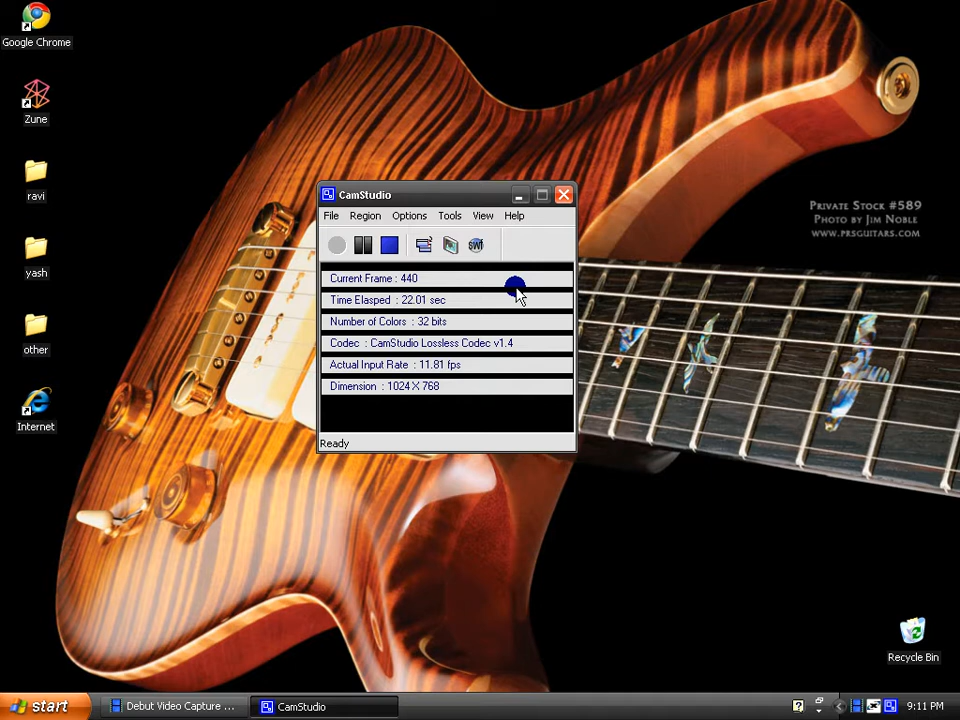 Google Chrome
Zune
ravi
yash
other
Internet
PRIVATE STOCK #589
PHOTO BY JIM NOBLE
WWW.PRSGUITARS.COM
CamStudio
File Region Options Tools View Help
SWF
Current Frame : 440
Time Elasped : 22.01 sec
Number of Colors : 32 bits
Codec : CamStudio Lossless Codec v1.4
Actual Input Rate : 11.81 fps
Dimension : 1024 X 768
Ready
Recycle Bin
start
Debut Video Capture ...
CamStudio
9:11 PM